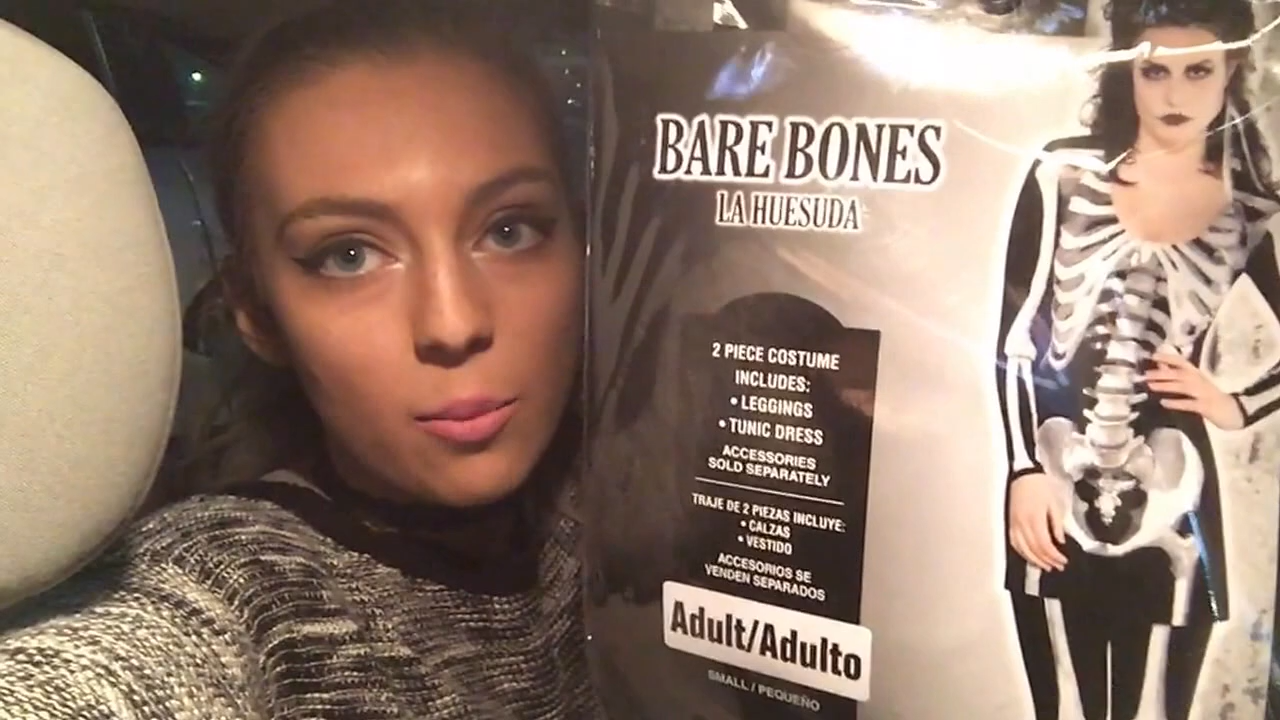 BARE BONES
LA HUESUDA
2 PIECE COSTUME
INCLUDES:
• LEGGINGS
• TUNIC DRESS
ACCESSORIES
SOLD SEPARATELY
TRAJE DE 2 PIEZAS INCLUYE:
• CALZAS
• VESTIDO
ACCESORIOS SE
VENDEN SEPARADOS
Adult/Adulto
SMALL / PEQUEÑO